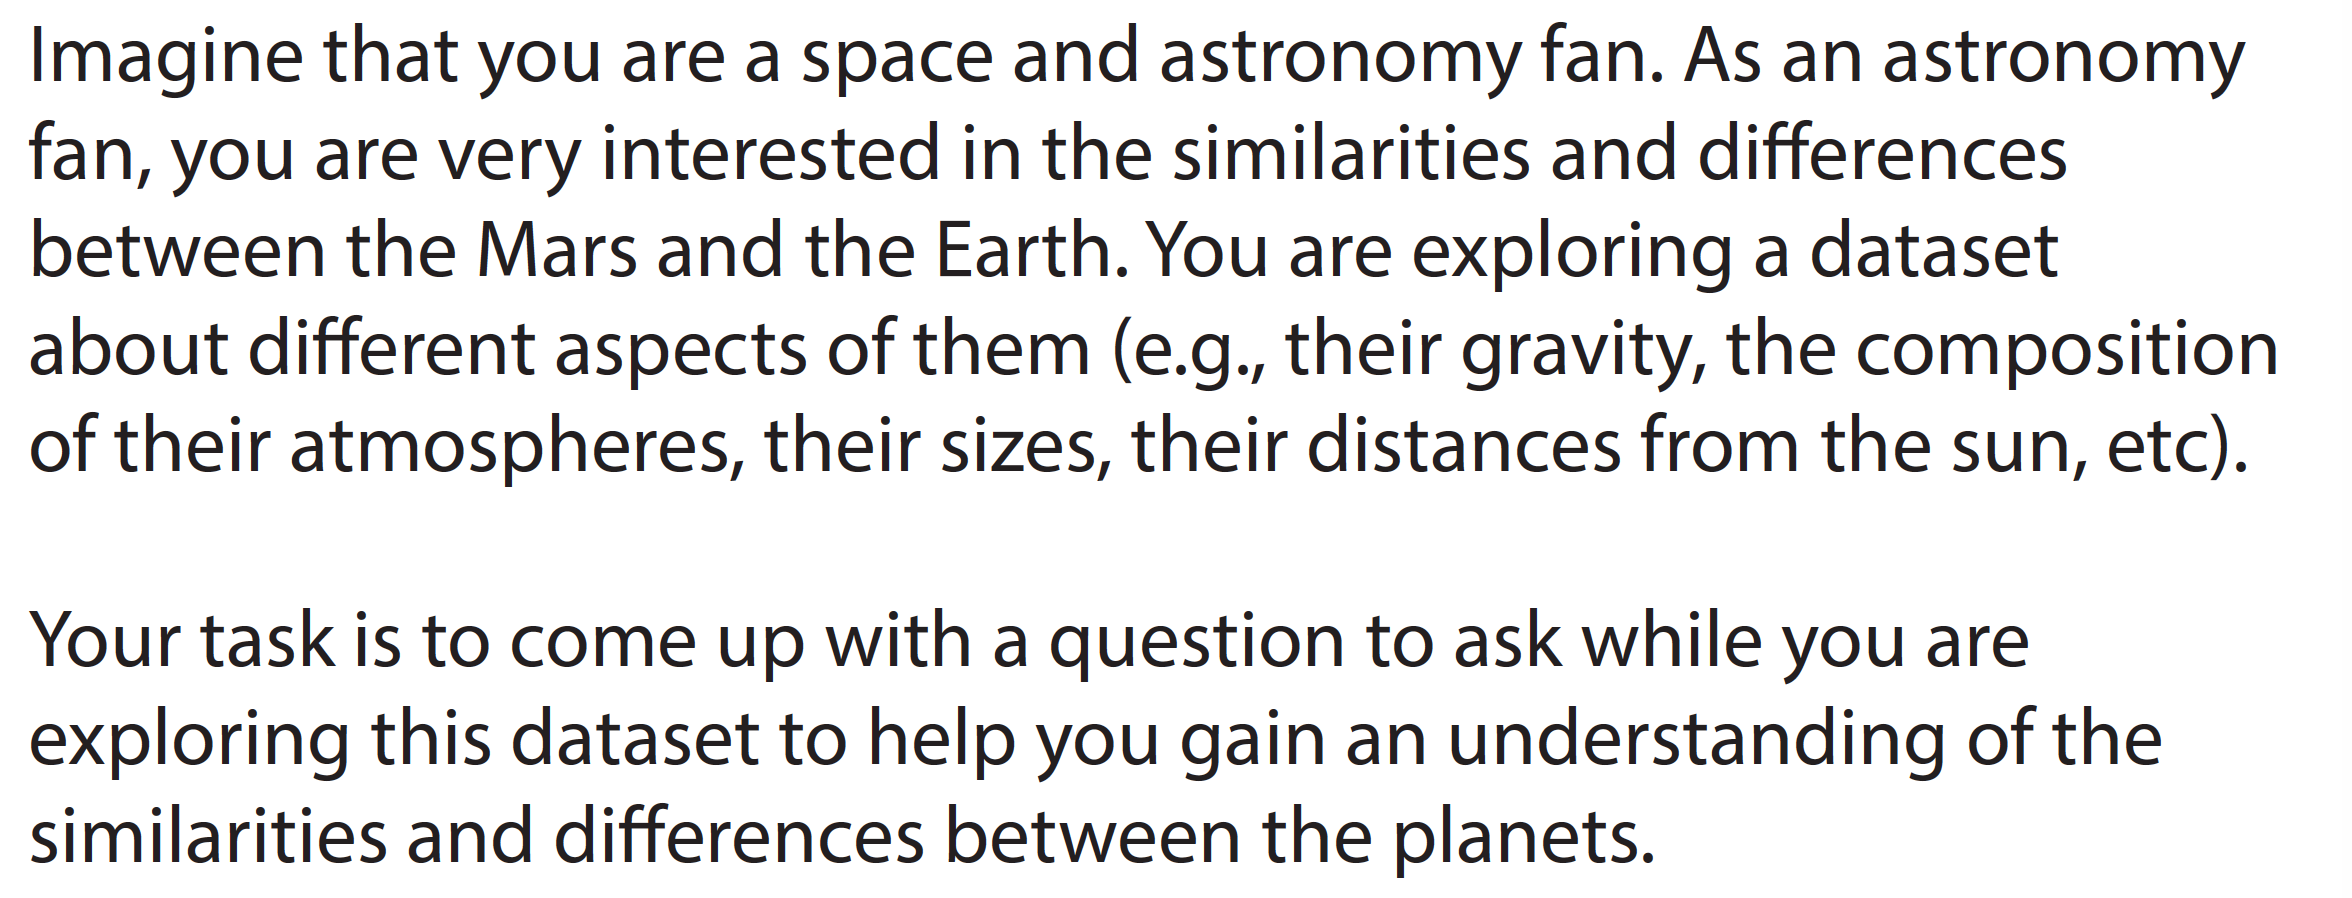 Imagine that you are a space and astronomy fan. As an astronomy
fan, you are very interested in the similarities and differences
between the Mars and the Earth. You are exploring a dataset
about different aspects of them (e.g., their gravity, the composition
of their atmospheres, their sizes, their distances from the sun, etc).
Your task is to come up with a question to ask while you are
exploring this dataset to help you gain an understanding of the
similarities and differences between the planets.